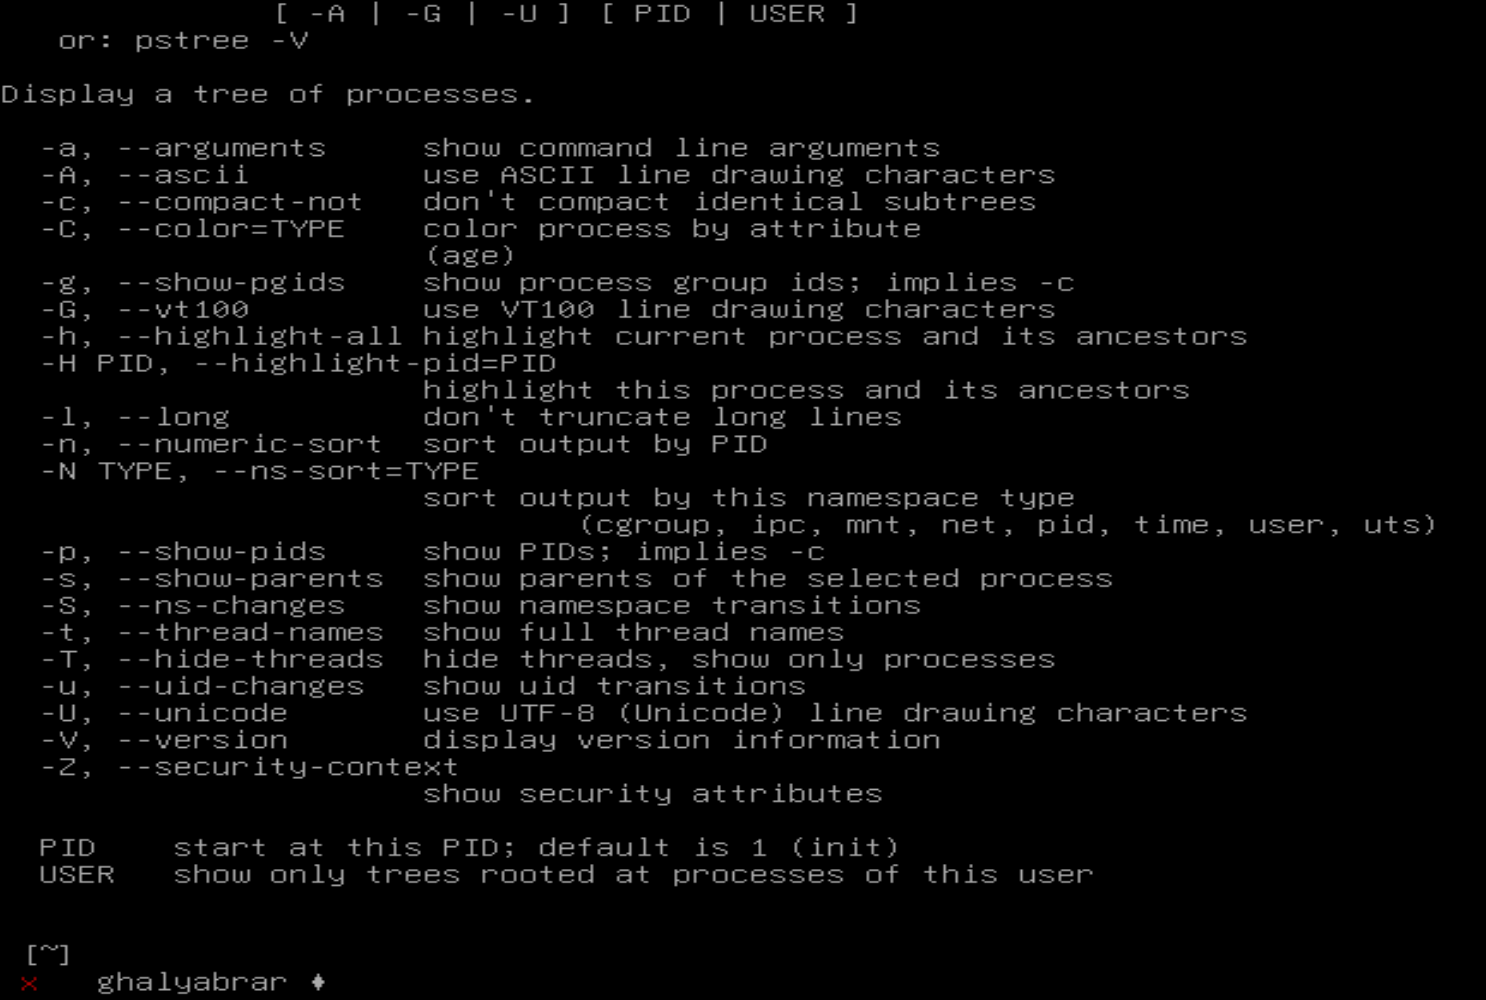 [ -A | -G | -U ] [ PID | USER ]
or: pstree -V
Display a tree of processes.
-a, --arguments show command line arguments
-A, --ascii use ASCII line drawing characters
-c, --compact-not don't compact identical subtrees
-C, --color=TYPE color process by attribute
(age)
-g, --show-pgids show process group ids; implies -c
-G, --vt100 use VT100 line drawing characters
-h, --highlight-all highlight current process and its ancestors
-H PID, --highlight-pid=PID
highlight this process and its ancestors
-l, --long don't truncate long lines
-n, --numeric-sort sort output by PID
-N TYPE, --ns-sort=TYPE
sort output by this namespace type
(cgroup, ipc, mnt, net, pid, time, user, uts)
-p, --show-pids show PIDs; implies -c
-s, --show-parents show parents of the selected process
-S, --ns-changes show namespace transitions
-t, --thread-names show full thread names
-T, --hide-threads hide threads, show only processes
-u, --uid-changes show uid transitions
-U, --unicode use UTF-8 (Unicode) line drawing characters
-V, --version display version information
-Z, --security-context
show security attributes
PID start at this PID; default is 1 (init)
USER show only trees rooted at processes of this user
[~]
x ghalyabrar ♦